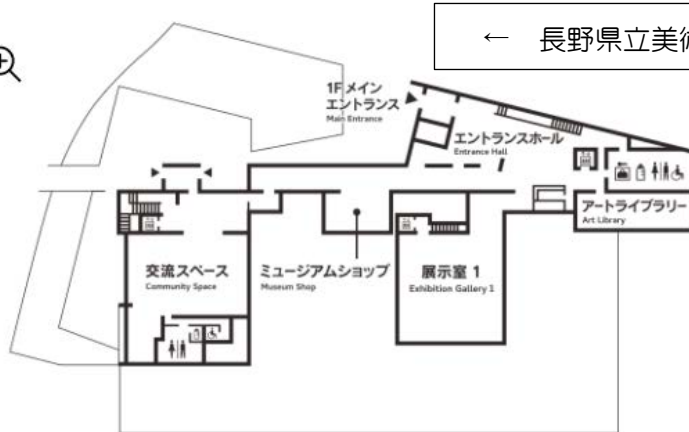 ← 長野県立美
1F メイン
エントランス
Main Entrance
エントランスホール
Entrance Hall
アートライブラリー
Art Library
交流スペース
Community Space
ミュージアムショップ
Museum Shop
展示室 1
Exhibition Gallery 1